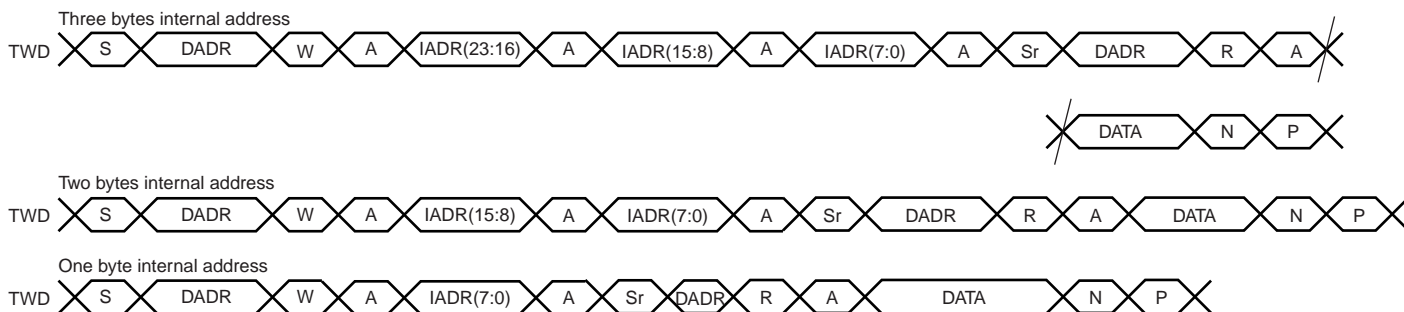 Three bytes internal address
TWD S DADR W A IADR(23:16) A IADR(15:8) A IADR(7:0) A Sr DADR R A
DATA N P
Two bytes internal address
TWD S DADR W A IADR(15:8) A IADR(7:0) A Sr DADR R A DATA N P
One byte internal address
TWD S DADR W A IADR(7:0) A Sr DADR R A DATA N P